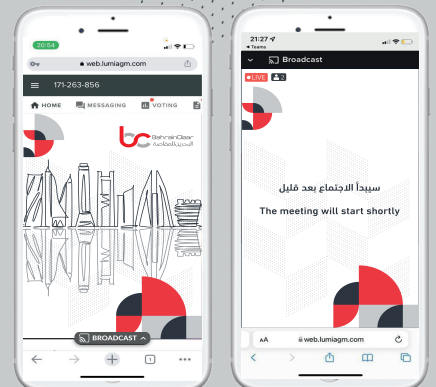 20:54
web.lumiagm.com
171-263-856
HOME
MESSAGING
VOTING
bc
BahrainClear
البحرين للمقاصة
BROADCAST
1
21:27
Teams
Broadcast
LIVE
2
سيبدأ الاجتماع بعد قليل
The meeting will start shortly
AA
web.lumiagm.com